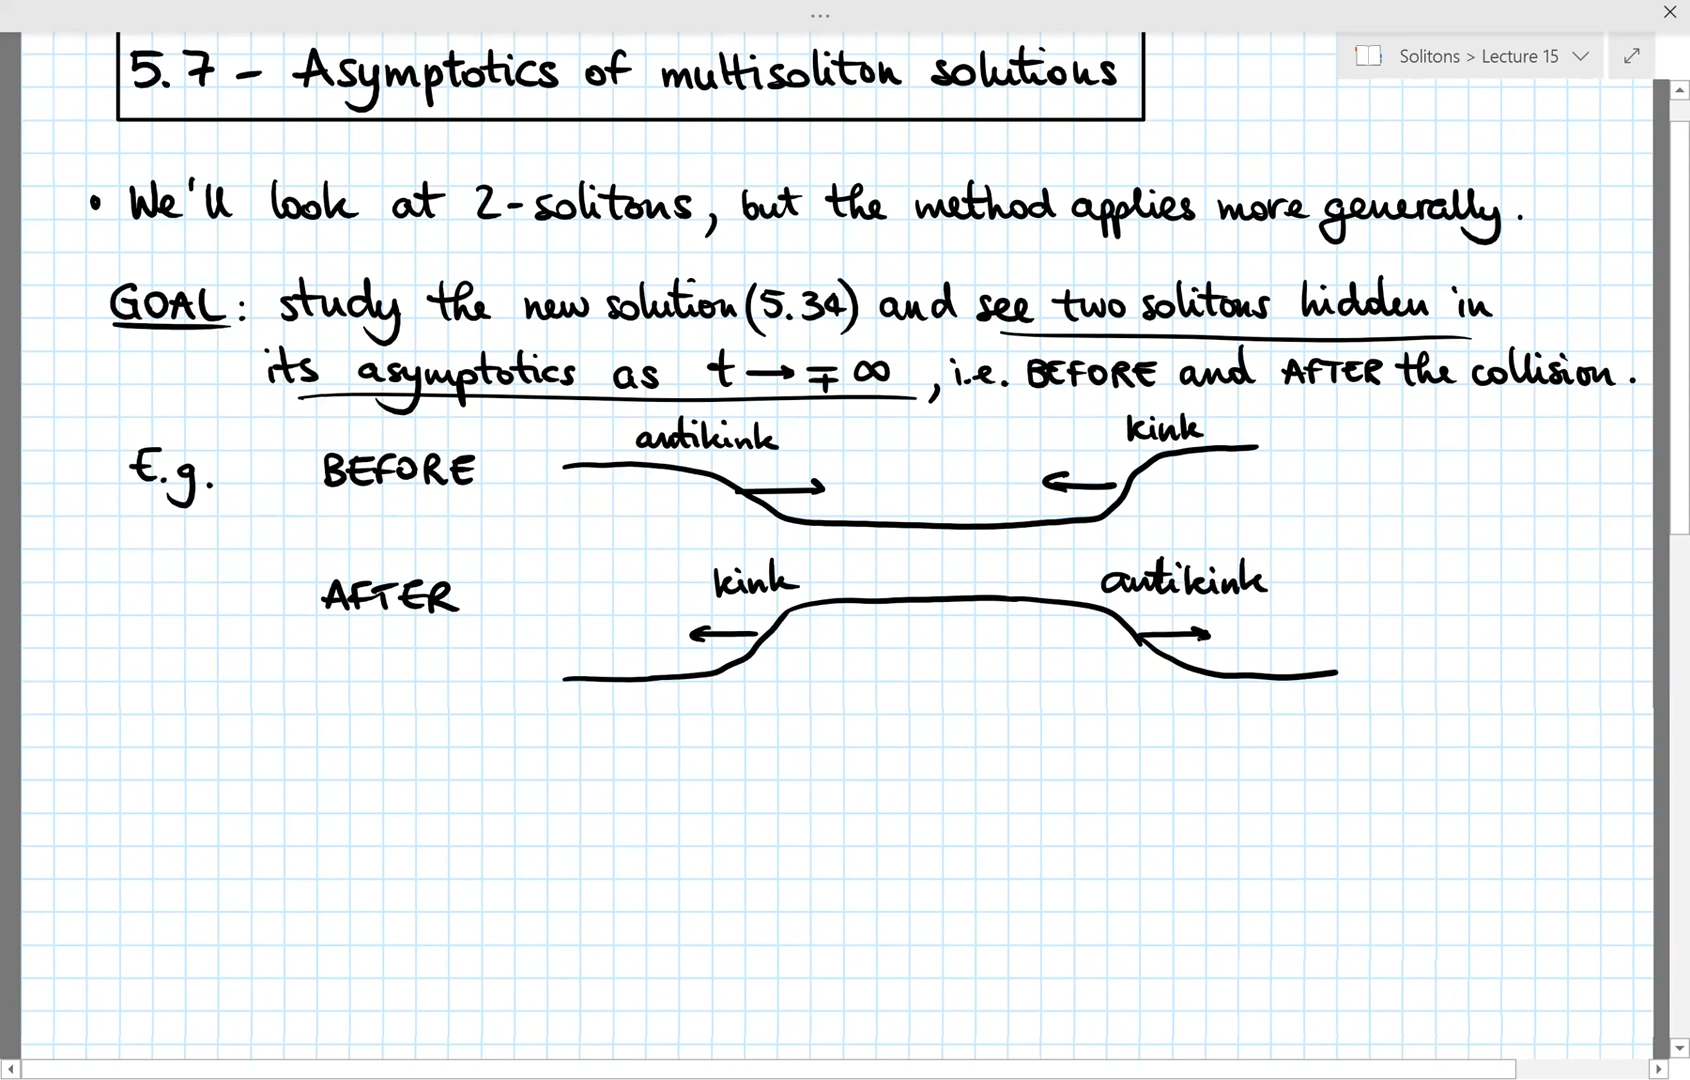 5.7 - Asymptotics of multisoliton solutions
Solitons > Lecture 15
• We'll look at 2-solitons, but the method applies more generally.
GOAL: study the new solution (5.34) and see two solitons hidden in
its asymptotics as t → ∓ ∞, i.e. BEFORE and AFTER the collision.
antikink kink
E.g. BEFORE
kink antikink
AFTER